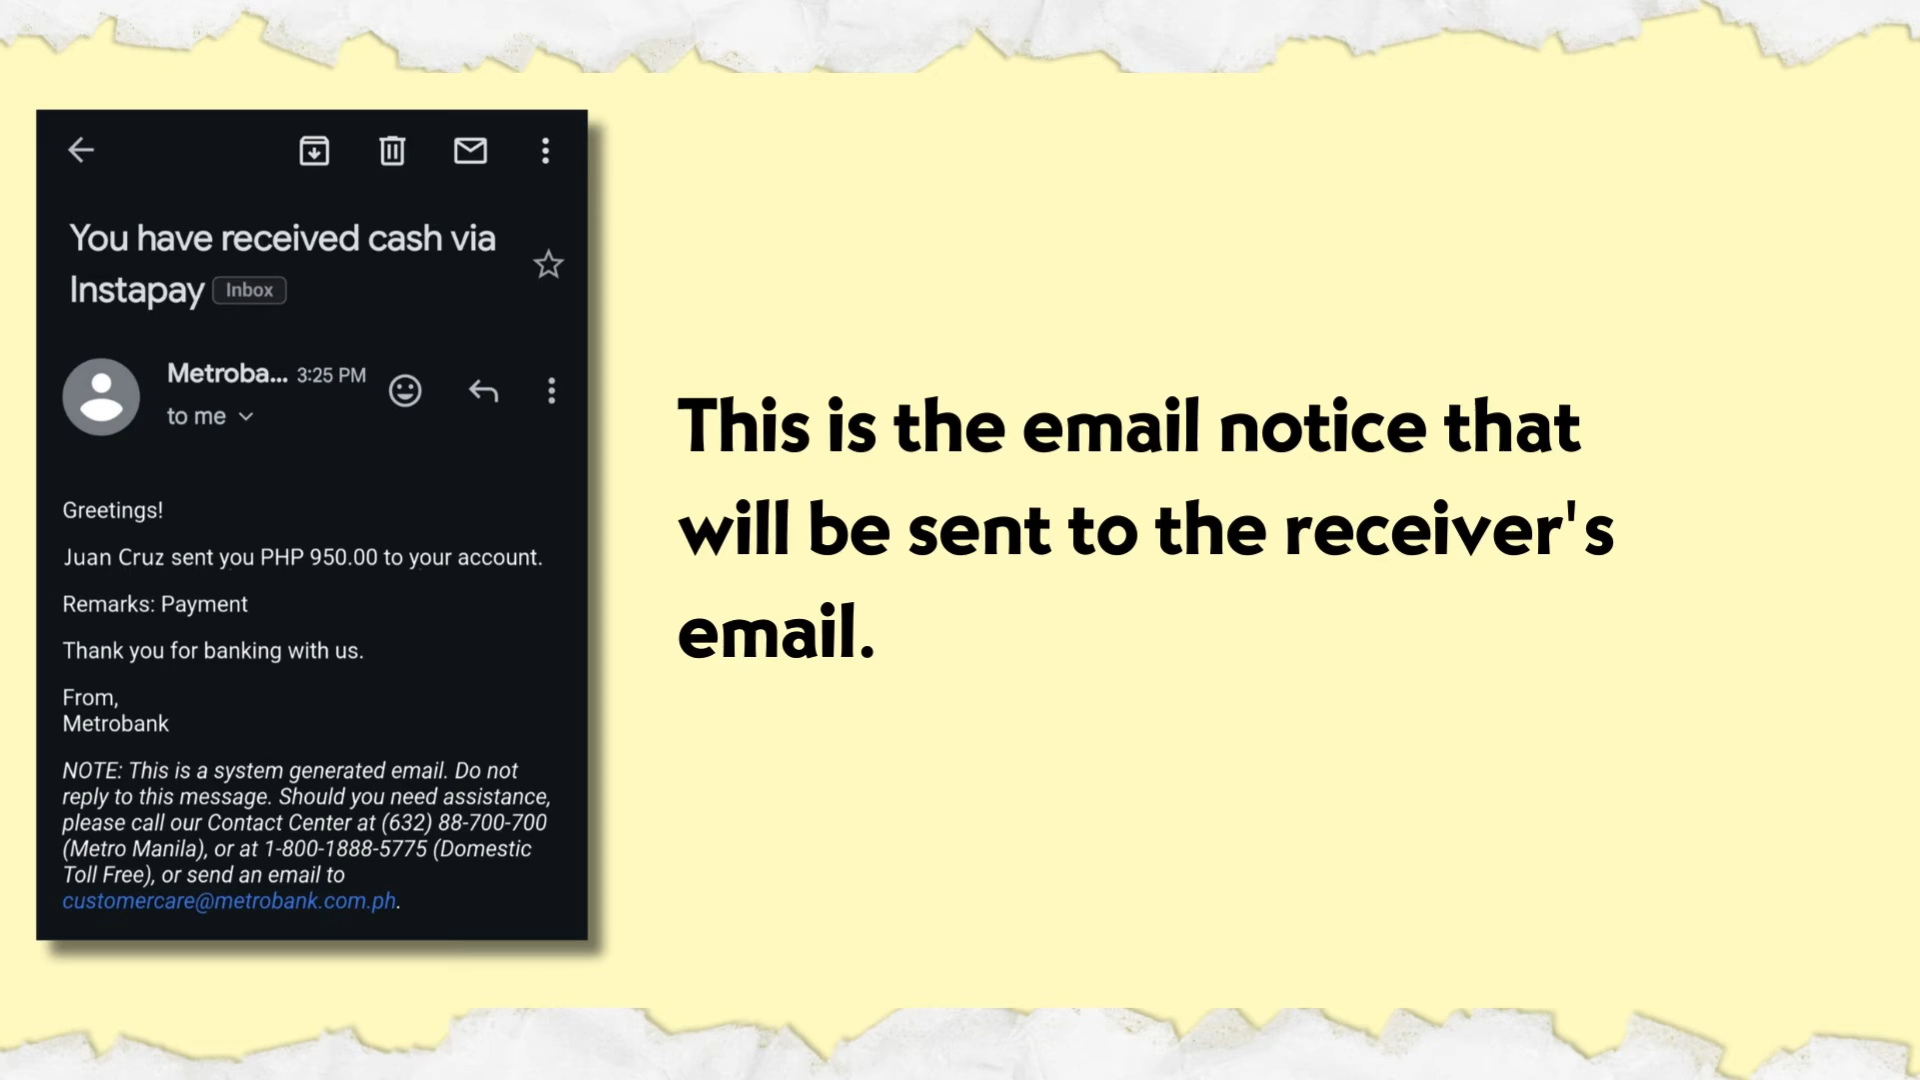 You have received cash via
Instapay Inbox
Metroba... 3:25 PM
to me
Greetings!
Juan Cruz sent you PHP 950.00 to your account.
Remarks: Payment
Thank you for banking with us.
From,
Metrobank
NOTE: This is a system generated email. Do not
reply to this message. Should you need assistance,
please call our Contact Center at (632) 88-700-700
(Metro Manila), or at 1-800-1888-5775 (Domestic
Toll Free), or send an email to
customercare@metrobank.com.ph.
This is the email notice that
will be sent to the receiver's
email.